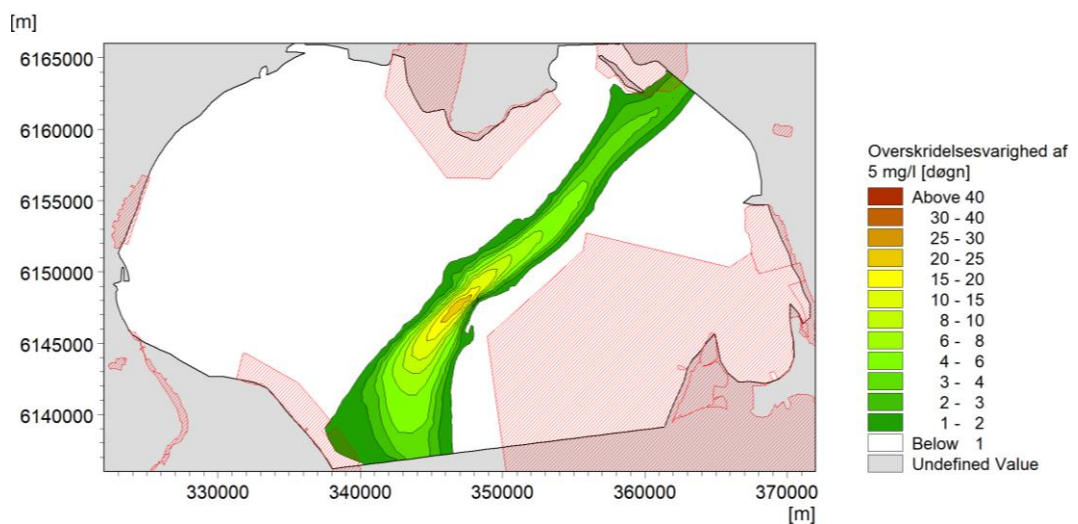 [m]
6165000
6160000
6155000
6150000
6145000
6140000
330000 340000 350000 360000 370000
[m]
Overskridelsesvarighed af
5 mg/l [døgn]
Above 40
30 - 40
25 - 30
20 - 25
15 - 20
10 - 15
8 - 10
6 - 8
4 - 6
3 - 4
2 - 3
1 - 2
Below 1
Undefined Value